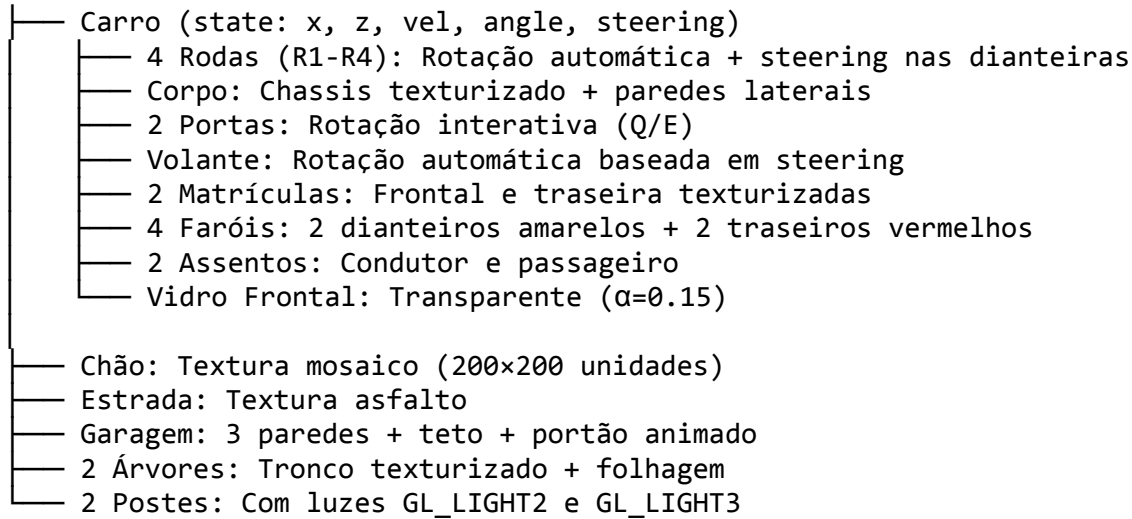 ├── Carro (state: x, z, vel, angle, steering)
│   ├── 4 Rodas (R1-R4): Rotação automática + steering nas dianteiras
│   ├── Corpo: Chassis texturizado + paredes laterais
│   ├── 2 Portas: Rotação interativa (Q/E)
│   ├── Volante: Rotação automática baseada em steering
│   ├── 2 Matrículas: Frontal e traseira texturizadas
│   ├── 4 Faróis: 2 dianteiros amarelos + 2 traseiros vermelhos
│   ├── 2 Assentos: Condutor e passageiro
│   └── Vidro Frontal: Transparente (α=0.15)
│
├── Chão: Textura mosaico (200×200 unidades)
├── Estrada: Textura asfalto
├── Garagem: 3 paredes + teto + portão animado
├── 2 Árvores: Tronco texturizado + folhagem
└── 2 Postes: Com luzes GL_LIGHT2 e GL_LIGHT3